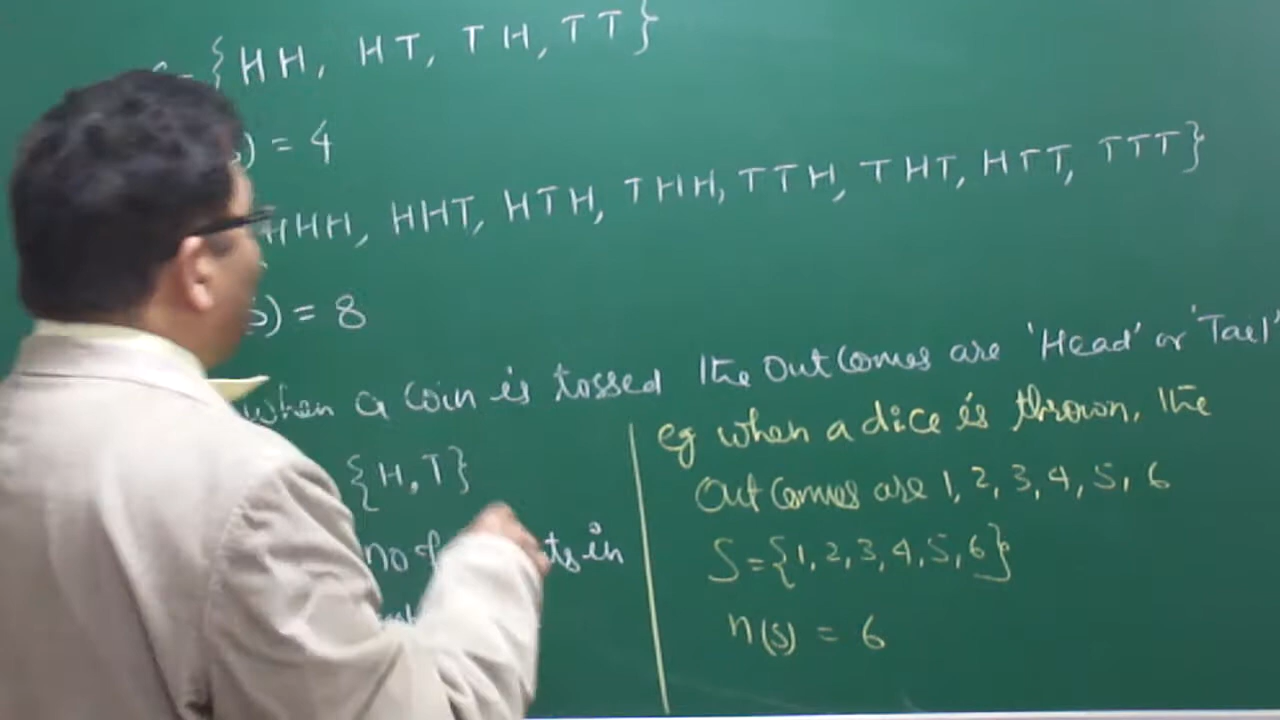 = {HH, HT, TH, TT}
) = 4
HHH, HHT, HTH, THH, TTH, THT, HTT, TTT}
S) = 8
when a coin is tossed the outcomes are 'Head' or 'Tail'
{H, T}
no of in
eg when a dice is thrown, the
outcomes are 1, 2, 3, 4, 5, 6
S = {1, 2, 3, 4, 5, 6}
n(S) = 6